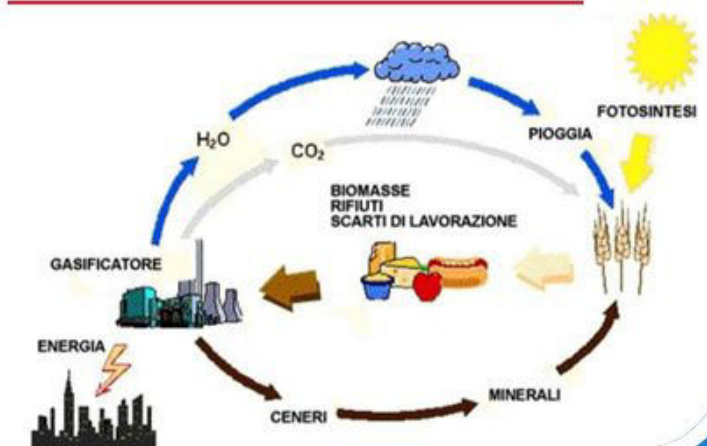 FOTOSINTESI
PIOGGIA
H₂O
CO₂
BIOMASSE
RIFIUTI
SCARTI DI LAVORAZIONE
GASIFICATORE
ENERGIA
CENERI
MINERALI